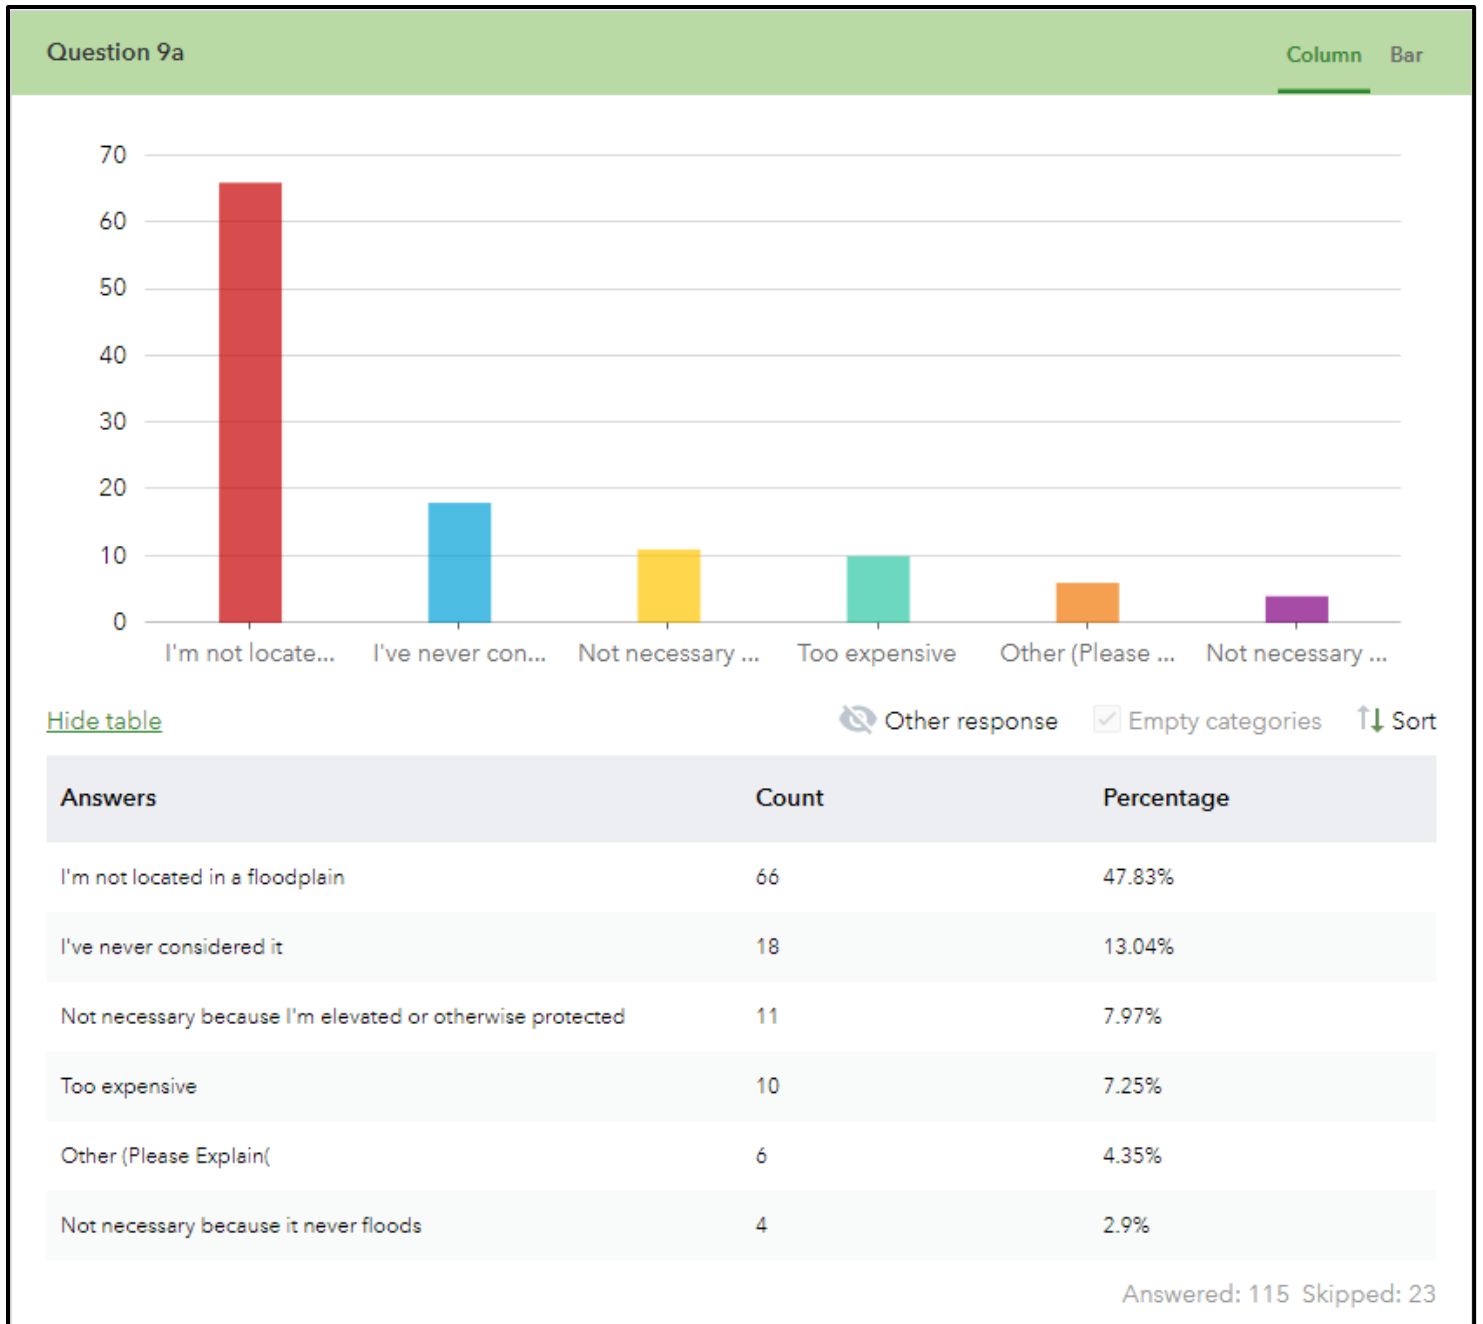 Question 9a
Column Bar
70
60
50
40
30
20
10
0
I'm not locate... I've never con... Not necessary ... Too expensive Other (Please ... Not necessary ...
Hide table Other response Empty categories Sort
Answers Count Percentage
I'm not located in a floodplain 66 47.83%
I've never considered it 18 13.04%
Not necessary because I'm elevated or otherwise protected 11 7.97%
Too expensive 10 7.25%
Other (Please Explain( 6 4.35%
Not necessary because it never floods 4 2.9%
Answered: 115 Skipped: 23